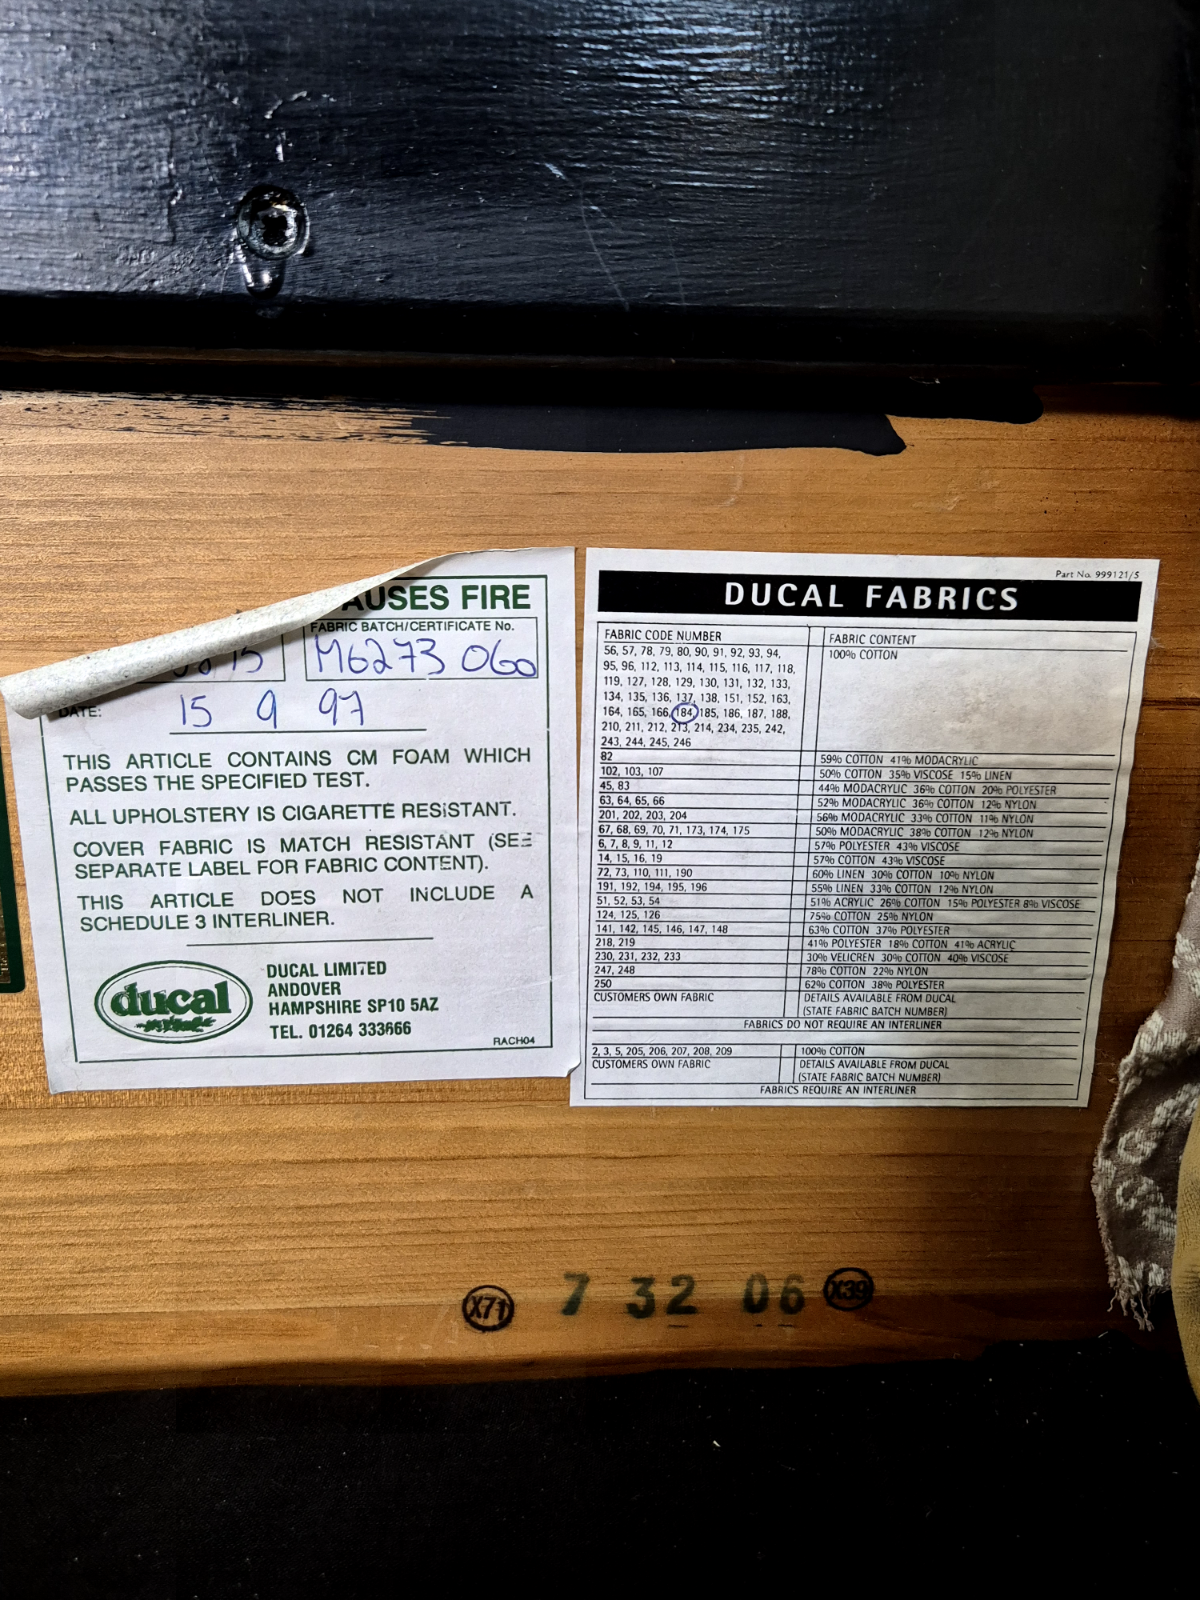 AUSES FIRE
FABRIC BATCH/CERTIFICATE No.
15
M6273 060
DATE:
15 9 97
THIS ARTICLE CONTAINS CM FOAM WHICH
PASSES THE SPECIFIED TEST.
ALL UPHOLSTERY IS CIGARETTE RESISTANT.
COVER FABRIC IS MATCH RESISTANT (SEE
SEPARATE LABEL FOR FABRIC CONTENT).
THIS ARTICLE DOES NOT INCLUDE A
SCHEDULE 3 INTERLINER.
ducal
DUCAL LIMITED
ANDOVER
HAMPSHIRE SP10 5AZ
TEL. 01264 333666
RACH04
Part No. 999121/5
DUCAL FABRICS
FABRIC CODE NUMBER FABRIC CONTENT
56, 57, 78, 79, 80, 90, 91, 92, 93, 94, 100% COTTON
95, 96, 112, 113, 114, 115, 116, 117, 118,
119, 127, 128, 129, 130, 131, 132, 133,
134, 135, 136, 137, 138, 151, 152, 163,
164, 165, 166, 184, 185, 186, 187, 188,
210, 211, 212, 213, 214, 234, 235, 242,
243, 244, 245, 246
82 59% COTTON 41% MODACRYLIC
102, 103, 107 50% COTTON 35% VISCOSE 15% LINEN
45, 83 44% MODACRYLIC 36% COTTON 20% POLYESTER
63, 64, 65, 66 52% MODACRYLIC 36% COTTON 12% NYLON
201, 202, 203, 204 56% MODACRYLIC 33% COTTON 11% NYLON
67, 68, 69, 70, 71, 173, 174, 175 50% MODACRYLIC 38% COTTON 12% NYLON
6, 7, 8, 9, 11, 12 57% POLYESTER 43% VISCOSE
14, 15, 16, 19 57% COTTON 43% VISCOSE
72, 73, 110, 111, 190 60% LINEN 30% COTTON 10% NYLON
191, 192, 194, 195, 196 55% LINEN 33% COTTON 12% NYLON
51, 52, 53, 54 51% ACRYLIC 26% COTTON 15% POLYESTER 8% VISCOSE
124, 125, 126 75% COTTON 25% NYLON
141, 142, 145, 146, 147, 148 63% COTTON 37% POLYESTER
218, 219 41% POLYESTER 18% COTTON 41% ACRYLIC
230, 231, 232, 233 30% VELICREN 30% COTTON 40% VISCOSE
247, 248 78% COTTON 22% NYLON
250 62% COTTON 38% POLYESTER
CUSTOMERS OWN FABRIC DETAILS AVAILABLE FROM DUCAL
(STATE FABRIC BATCH NUMBER)
FABRICS DO NOT REQUIRE AN INTERLINER
2, 3, 5, 205, 206, 207, 208, 209 100% COTTON
CUSTOMERS OWN FABRIC DETAILS AVAILABLE FROM DUCAL
(STATE FABRIC BATCH NUMBER)
FABRICS REQUIRE AN INTERLINER
X71 7 32 06 X39